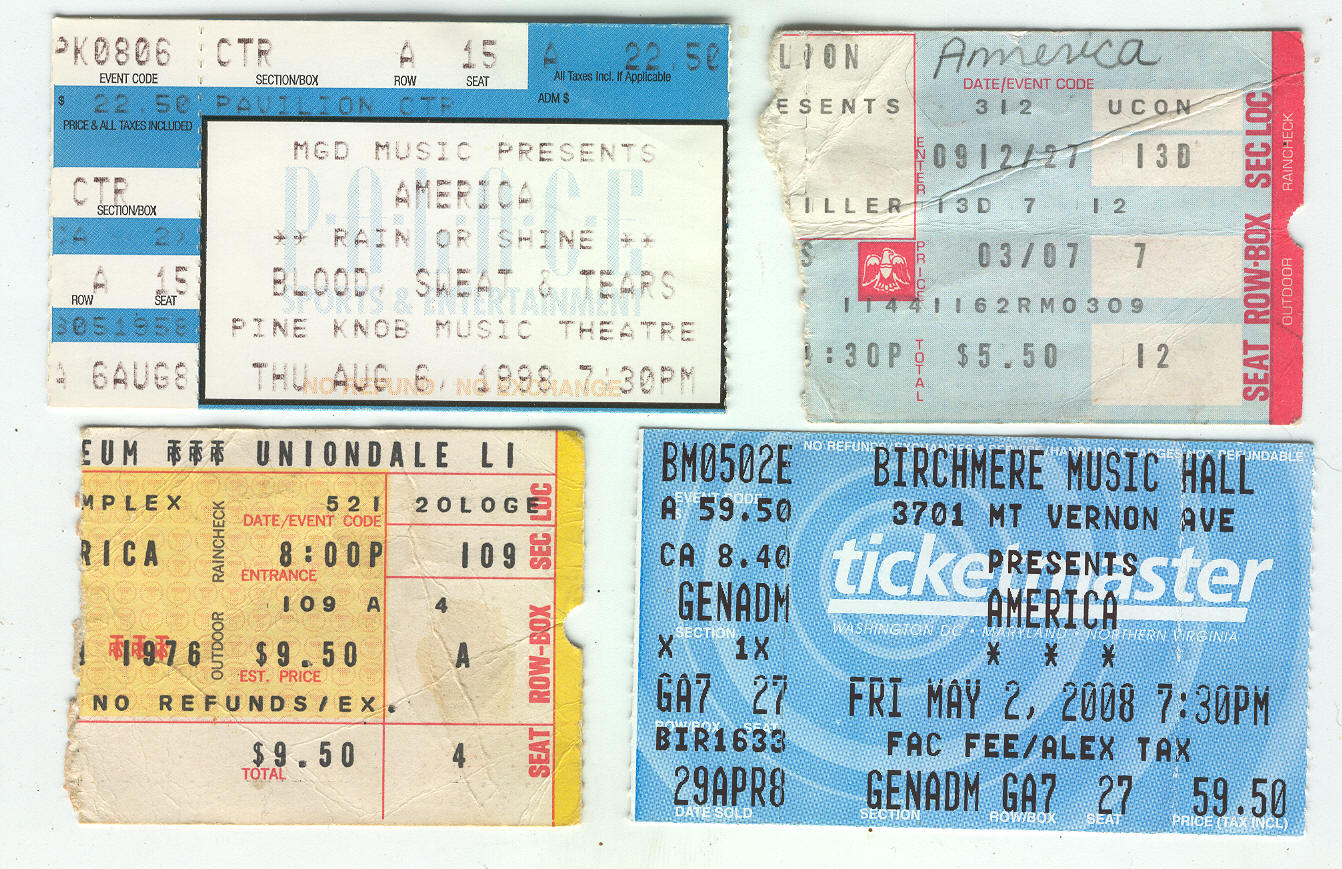 PK0806 CTR A 15 A 22.50
EVENT CODE SECTION/BOX ROW SEAT All Taxes Incl. If Applicable
$ 22.50 PAVILION CTR ADM $
PRICE & ALL TAXES INCLUDED
MGD MUSIC PRESENTS
CTR AMERICA
SECTION/BOX
CA 2X ** RAIN OR SHINE **
A 15 BLOOD, SWEAT & TEARS
SPORTS & ENTERTAINMENT
ROW SEAT
PINE KNOB MUSIC THEATRE
A 6AUG8 THU AUG 6, 1998 7:30PM
NO REFUND NO EXCHANGE
LION America
DATE/EVENT CODE
ESENTS 312 UCON
ENTER 0912/27 13D
ILLER 13D 7 12
S PRICE 03/07 7
11441162RM0309
:30P TOTAL $5.50 12
SEAT ROW-BOX SEC LOC
OUTDOOR RAINCHECK
EUM UNIONDALE LI
MPLEX 521 20LOGE
DATE/EVENT CODE
RICA 8:00P 109
ENTRANCE
109 A 4
1976 $9.50 A
EST. PRICE
NO REFUNDS/EX.
$9.50 4
TOTAL
OUTDOOR RAINCHECK
SEAT ROW-BOX SEC LOC
BM0502E BIRCHMERE MUSIC HALL
EVENT CODE
A 59.50 3701 MT VERNON AVE
CA 8.40 PRESENTS
ticketmaster
GENADM AMERICA
SECTION WASHINGTON DC MARYLAND NORTHERN VIRGINIA
X 1X * * *
GA7 27 FRI MAY 2, 2008 7:30PM
ROW/BOX SEAT
BIR1633 FAC FEE/ALEX TAX
29APR8 GENADM GA7 27 59.50
DATE SOLD SECTION ROW/BOX SEAT PRICE (TAX INCL)